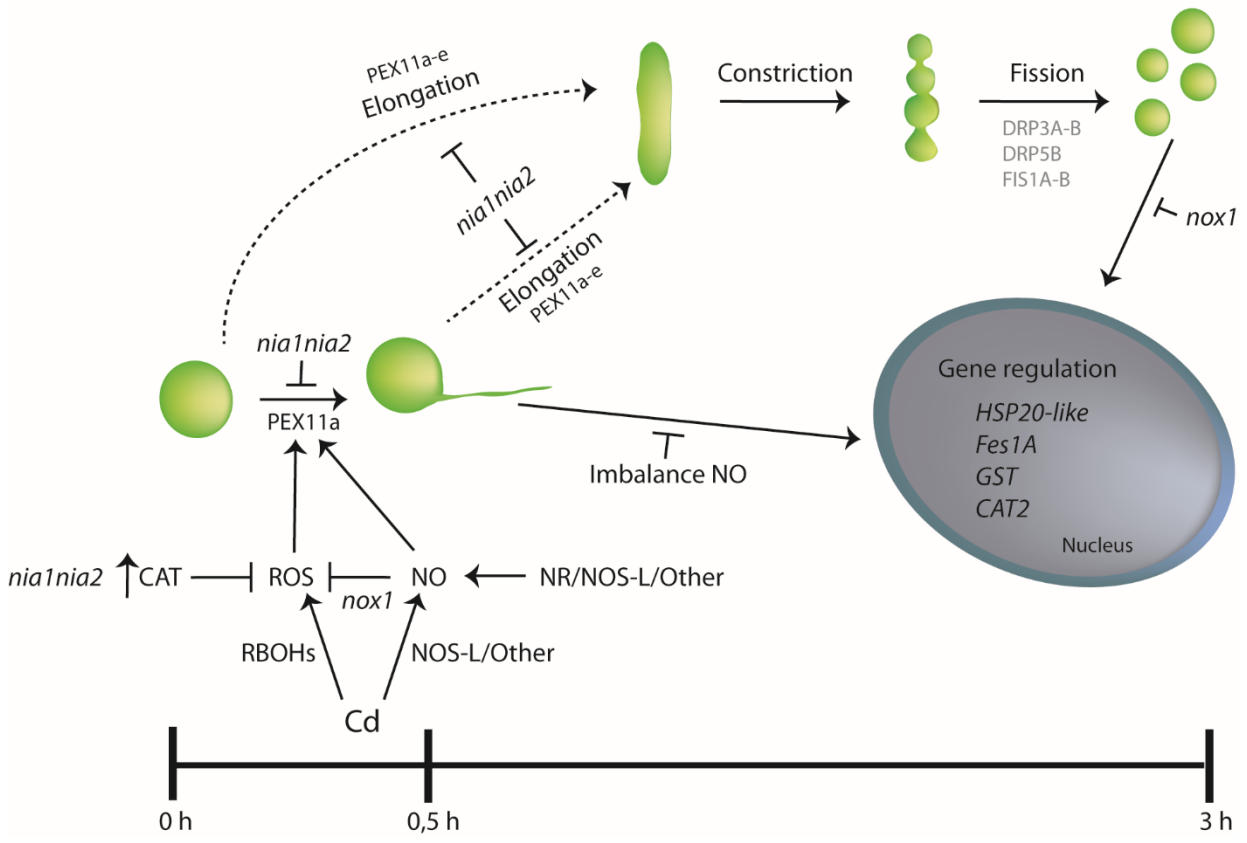 PEX11a-e
Elongation
Constriction
Fission
DRP3A-B
DRP5B
FIS1A-B
nia1nia2
nox1
Elongation
PEX11a-e
nia1nia2
PEX11a
Gene regulation
HSP20-like
Fes1A
GST
CAT2
Nucleus
Imbalance NO
nia1nia2 CAT ROS NO NR/NOS-L/Other
nox1
RBOHs NOS-L/Other
Cd
0 h 0,5 h 3 h